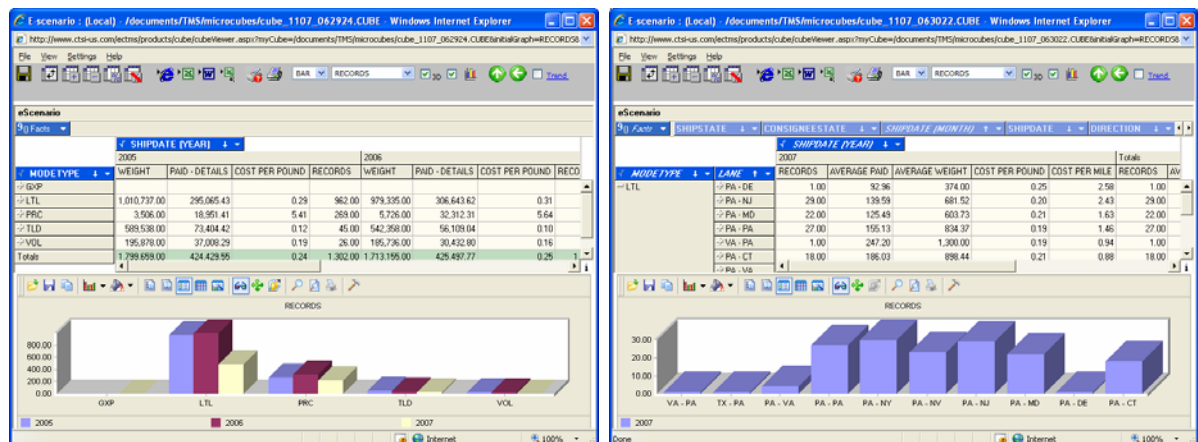 E-scenario : (Local) - /documents/TMS/microcubes/cube_1107_062924.CUBE - Windows Internet Explorer
http://www.ctsi-us.com/ectms/products/cube/cubeViewer.aspx?myCube=/documents/TMS/microcubes/cube_1107_062924.CUBE&initialGraph=RECORDS&
File View Settings Help
BAR RECORDS 3D Trend
eScenario
Facts
SHIPDATE (YEAR)
2005 2006
MODETYPE WEIGHT PAID - DETAILS COST PER POUND RECORDS WEIGHT PAID - DETAILS COST PER POUND RECO
GXP
LTL 1,010,737.00 295,065.43 0.29 962.00 979,335.00 306,643.62 0.31
PRC 3,506.00 18,951.41 5.41 269.00 5,726.00 32,312.31 5.64
TLD 589,538.00 73,404.42 0.12 45.00 542,358.00 56,109.04 0.10
VOL 195,878.00 37,008.29 0.19 26.00 185,736.00 30,432.80 0.16
Totals 1,799,659.00 424,429.55 0.24 1,302.00 1,713,155.00 425,497.77 0.25 1
RECORDS
800.00
600.00
400.00
200.00
0.00
GXP LTL PRC TLD VOL
2005 2006 2007
Internet 100%
E-scenario : (Local) - /documents/TMS/microcubes/cube_1107_063022.CUBE - Windows Internet Explorer
http://www.ctsi-us.com/ectms/products/cube/cubeViewer.aspx?myCube=/documents/TMS/microcubes/cube_1107_063022.CUBE&initialGraph=RECORDS&
File View Settings Help
BAR RECORDS 3D Trend
eScenario
Facts SHIPSTATE CONSIGNEESTATE SHIPDATE (MONTH) SHIPDATE DIRECTION
SHIPDATE (YEAR)
2007 Totals
MODETYPE LANE RECORDS AVERAGE PAID AVERAGE WEIGHT COST PER POUND COST PER MILE RECORDS AV
LTL PA - DE 1.00 92.96 374.00 0.25 2.58 1.00
PA - NJ 29.00 139.59 681.52 0.20 2.43 29.00
PA - MD 22.00 125.49 603.73 0.21 1.63 22.00
PA - PA 27.00 155.13 834.37 0.19 1.46 27.00
VA - PA 1.00 247.20 1,300.00 0.19 0.94 1.00
PA - CT 18.00 186.03 898.44 0.21 0.88 18.00
PA - VA
RECORDS
30.00
20.00
10.00
0.00
VA - PA TX - PA PA - VA PA - PA PA - NY PA - NV PA - NJ PA - MD PA - DE PA - CT
2007
Done Internet 100%